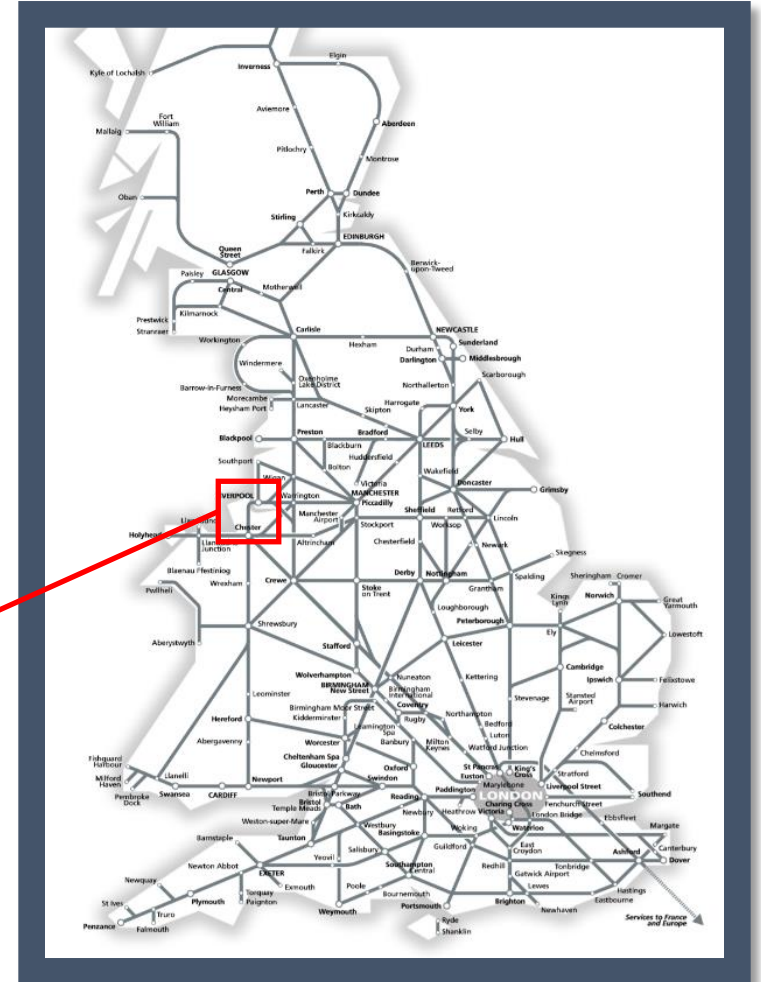 Elgin
Inverness
Kyle of Lochalsh
Aviemore
Fort
William
Mallaig
Aberdeen
Pitlochry
Montrose
Perth
Dundee
Oban
Stirling
Kirkcaldy
EDINBURGH
Queen
Street
Falkirk
Berwick-
upon-Tweed
Paisley
GLASGOW
Central
Motherwell
Prestwick
Kilmarnock
Stranraer
Carlisle
NEWCASTLE
Workington
Hexham
Durham
Sunderland
Darlington
Middlesbrough
Windermere
Scarborough
Oxenholme
Lake District
Barrow-in-Furness
Northallerton
Morecambe
Lancaster
Harrogate
York
Heysham Port
Skipton
Blackpool
Preston
Bradford
Selby
Hull
Blackburn
LEEDS
Southport
Huddersfield
Bolton
Wakefield
Wigan
Victoria
Doncaster
VERPOOL
Warrington
MANCHESTER
Piccadilly
Grimsby
Manchester
Airport
Sheffield
Retford
Lincoln
Chester
Stockport
Worksop
Holyhead
Llandudno
Junction
Altrincham
Chesterfield
Newark
Skegness
Blaenau Ffestiniog
Derby
Nottingham
Spalding
Sheringham
Cromer
Pwllheli
Wrexham
Crewe
Stoke
on Trent
Grantham
Kings
Lynn
Norwich
Great
Yarmouth
Loughborough
Peterborough
Shrewsbury
Ely
Lowestoft
Aberystwyth
Stafford
Leicester
Cambridge
Wolverhampton
Nuneaton
Kettering
BIRMINGHAM
New Street
Birmingham
International
Ipswich
Felixstowe
Leominster
Coventry
Stevenage
Stansted
Airport
Birmingham Moor Street
Northampton
Harwich
Hereford
Kidderminster
Rugby
Bedford
Leamington
Spa
Colchester
Abergavenny
Worcester
Banbury
Milton
Keynes
Luton
Watford Junction
Chelmsford
Cheltenham Spa
Fishguard
Harbour
Gloucester
Oxford
St Pancras
King's
Cross
Euston
Stratford
Milford
Haven
Llanelli
Newport
Swindon
Marylebone
Liverpool Street
Pembroke
Dock
Swansea
CARDIFF
Bristol Parkway
Reading
Paddington
LONDON
Southend
Bristol
Temple Meads
Bath
Charing Cross
Fenchurch Street
Newbury
Heathrow
Victoria
London Bridge
Ebbsfleet
Weston-super-Mare
Westbury
Basingstoke
Waterloo
Margate
Barnstaple
Taunton
Woking
East
Croydon
Salisbury
Guildford
Canterbury
Newton Abbot
Yeovil
Southampton
Central
Redhill
Tonbridge
Ashford
Dover
EXETER
Gatwick Airport
Newquay
Exmouth
Poole
Lewes
Hastings
Torquay
Paignton
Bournemouth
Eastbourne
St Ives
Plymouth
Weymouth
Portsmouth
Brighton
Newhaven
Truro
Penzance
Falmouth
Ryde
Shanklin
Services to France
and Europe